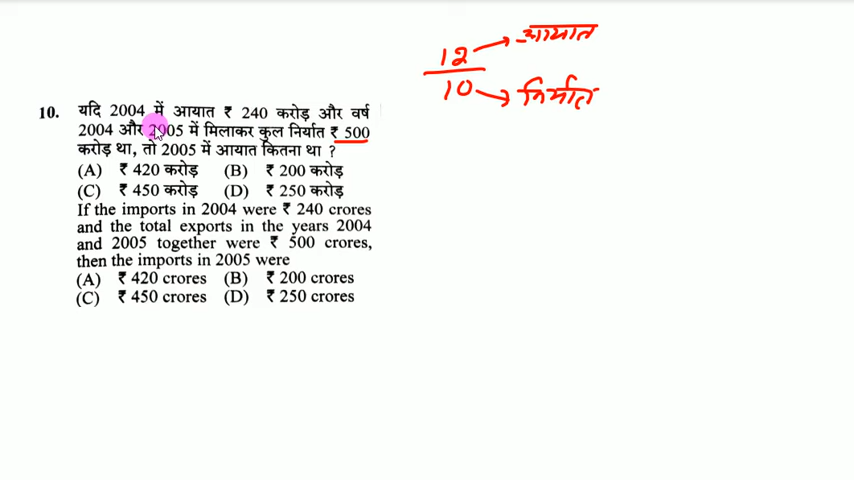 12 आयात
10 निर्यात
10. यदि 2004 में आयात ₹ 240 करोड़ और वर्ष
2004 और 2005 में मिलाकर कुल निर्यात ₹ 500
करोड़ था, तो 2005 में आयात कितना था ?
(A) ₹ 420 करोड़ (B) ₹ 200 करोड़
(C) ₹ 450 करोड़ (D) ₹ 250 करोड़
If the imports in 2004 were ₹ 240 crores
and the total exports in the years 2004
and 2005 together were ₹ 500 crores,
then the imports in 2005 were
(A) ₹ 420 crores (B) ₹ 200 crores
(C) ₹ 450 crores (D) ₹ 250 crores